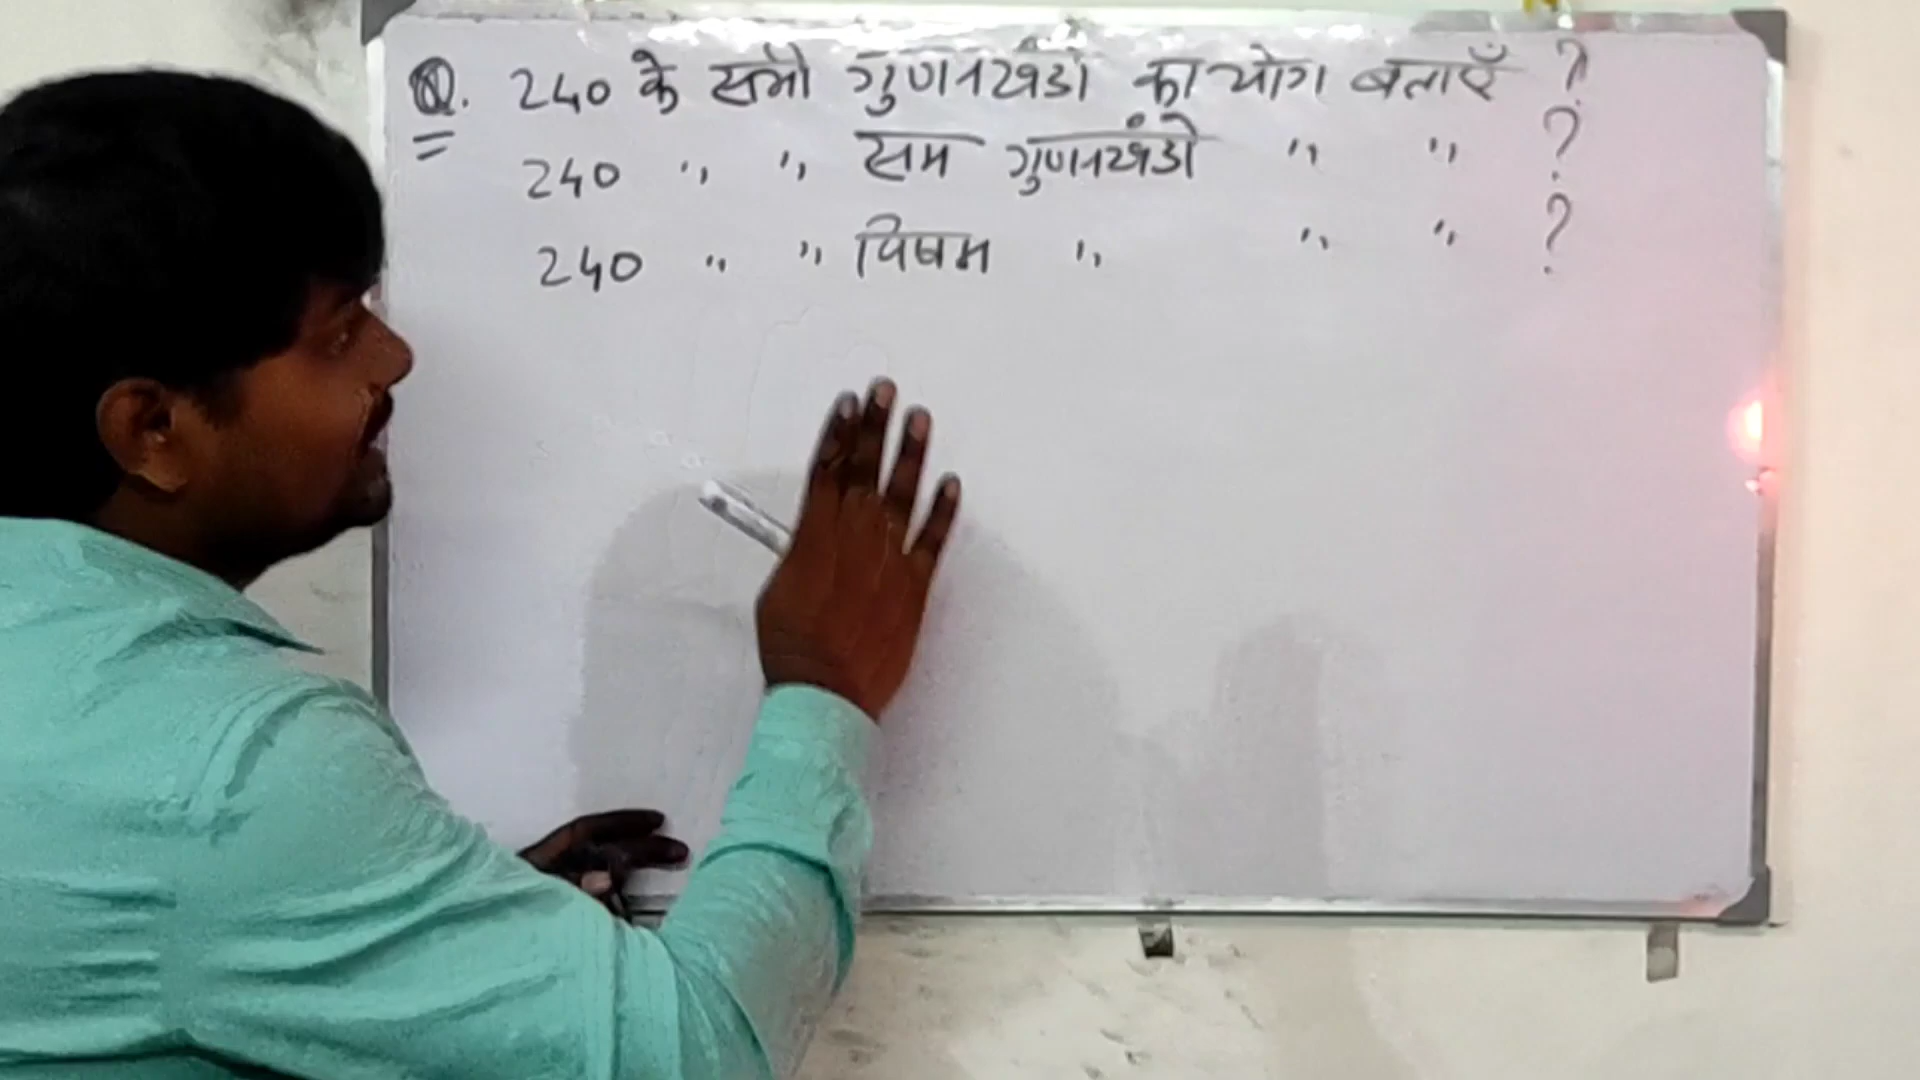 Q. 240 के सभी गुणनखंडों का योग बताएँ ?
240 " " सम गुणनखंडों " " ?
240 " " विषम " " " ?